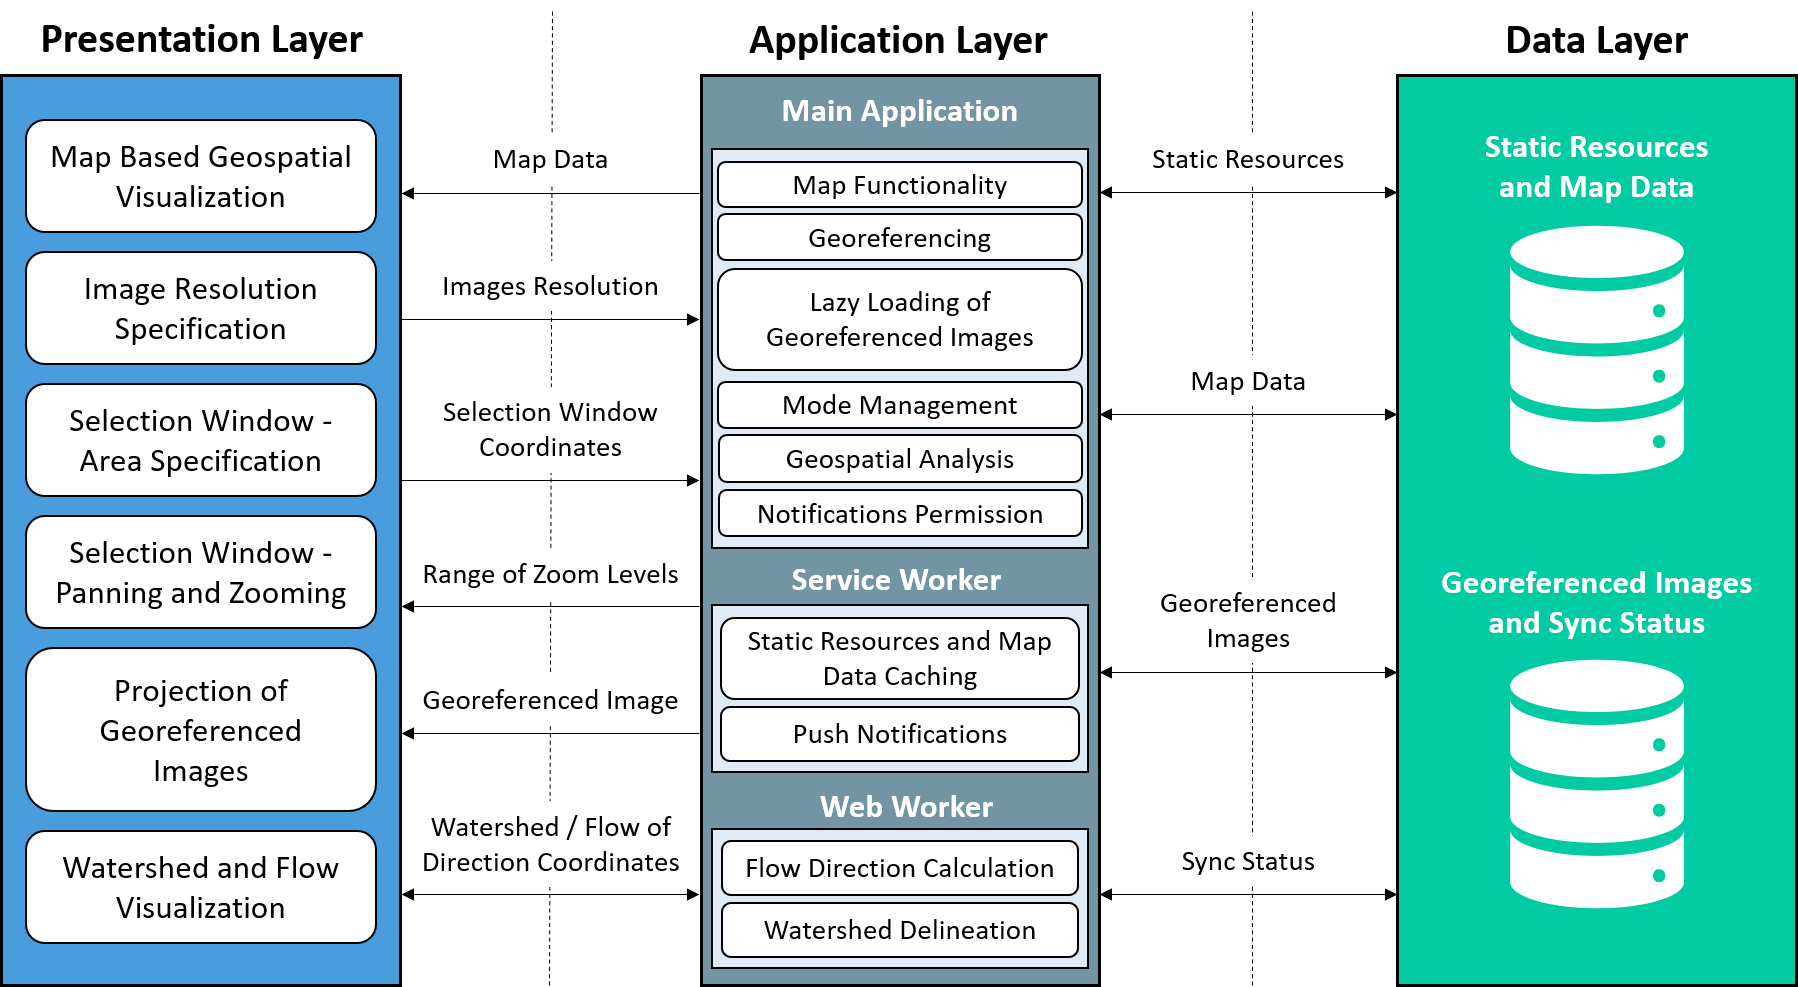 Presentation Layer
Map Based Geospatial
Visualization
Image Resolution
Specification
Selection Window -
Area Specification
Selection Window -
Panning and Zooming
Projection of
Georeferenced
Images
Watershed and Flow
Visualization
Map Data
Images Resolution
Selection Window
Coordinates
Range of Zoom Levels
Georeferenced Image
Watershed / Flow of
Direction Coordinates
Application Layer
Main Application
Map Functionality
Georeferencing
Lazy Loading of
Georeferenced Images
Mode Management
Geospatial Analysis
Notifications Permission
Service Worker
Static Resources and Map
Data Caching
Push Notifications
Web Worker
Flow Direction Calculation
Watershed Delineation
Static Resources
Map Data
Georeferenced
Images
Sync Status
Data Layer
Static Resources
and Map Data
Georeferenced Images
and Sync Status